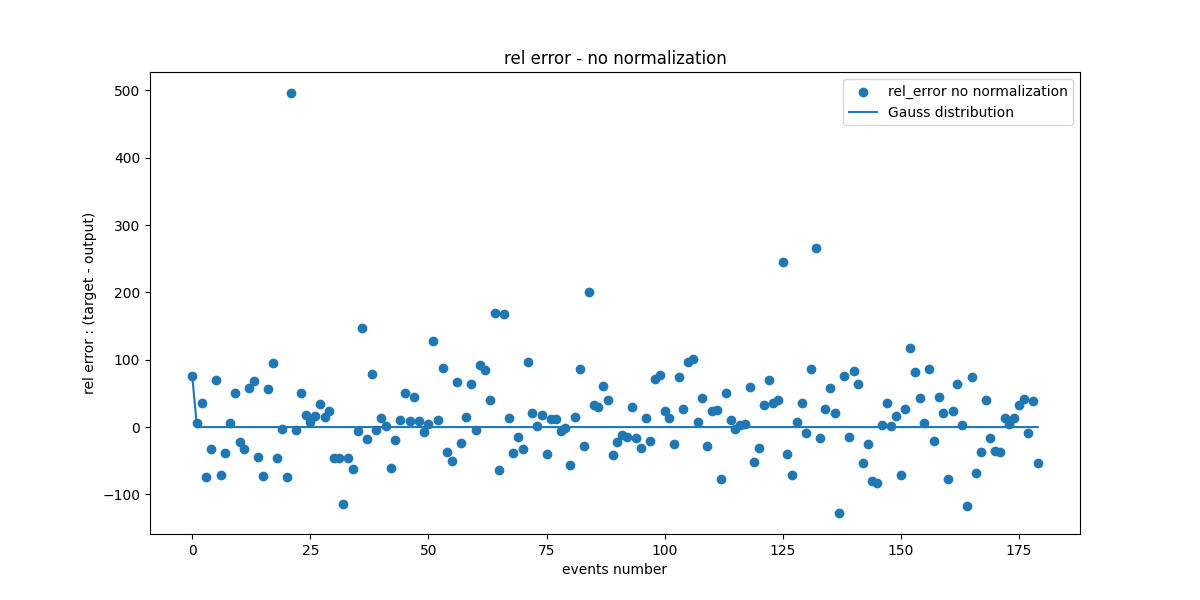 rel error - no normalization
rel_error no normalization
Gauss distribution
rel error : (target - output)
500
400
300
200
100
0
−100
0 25 50 75 100 125 150 175
events number